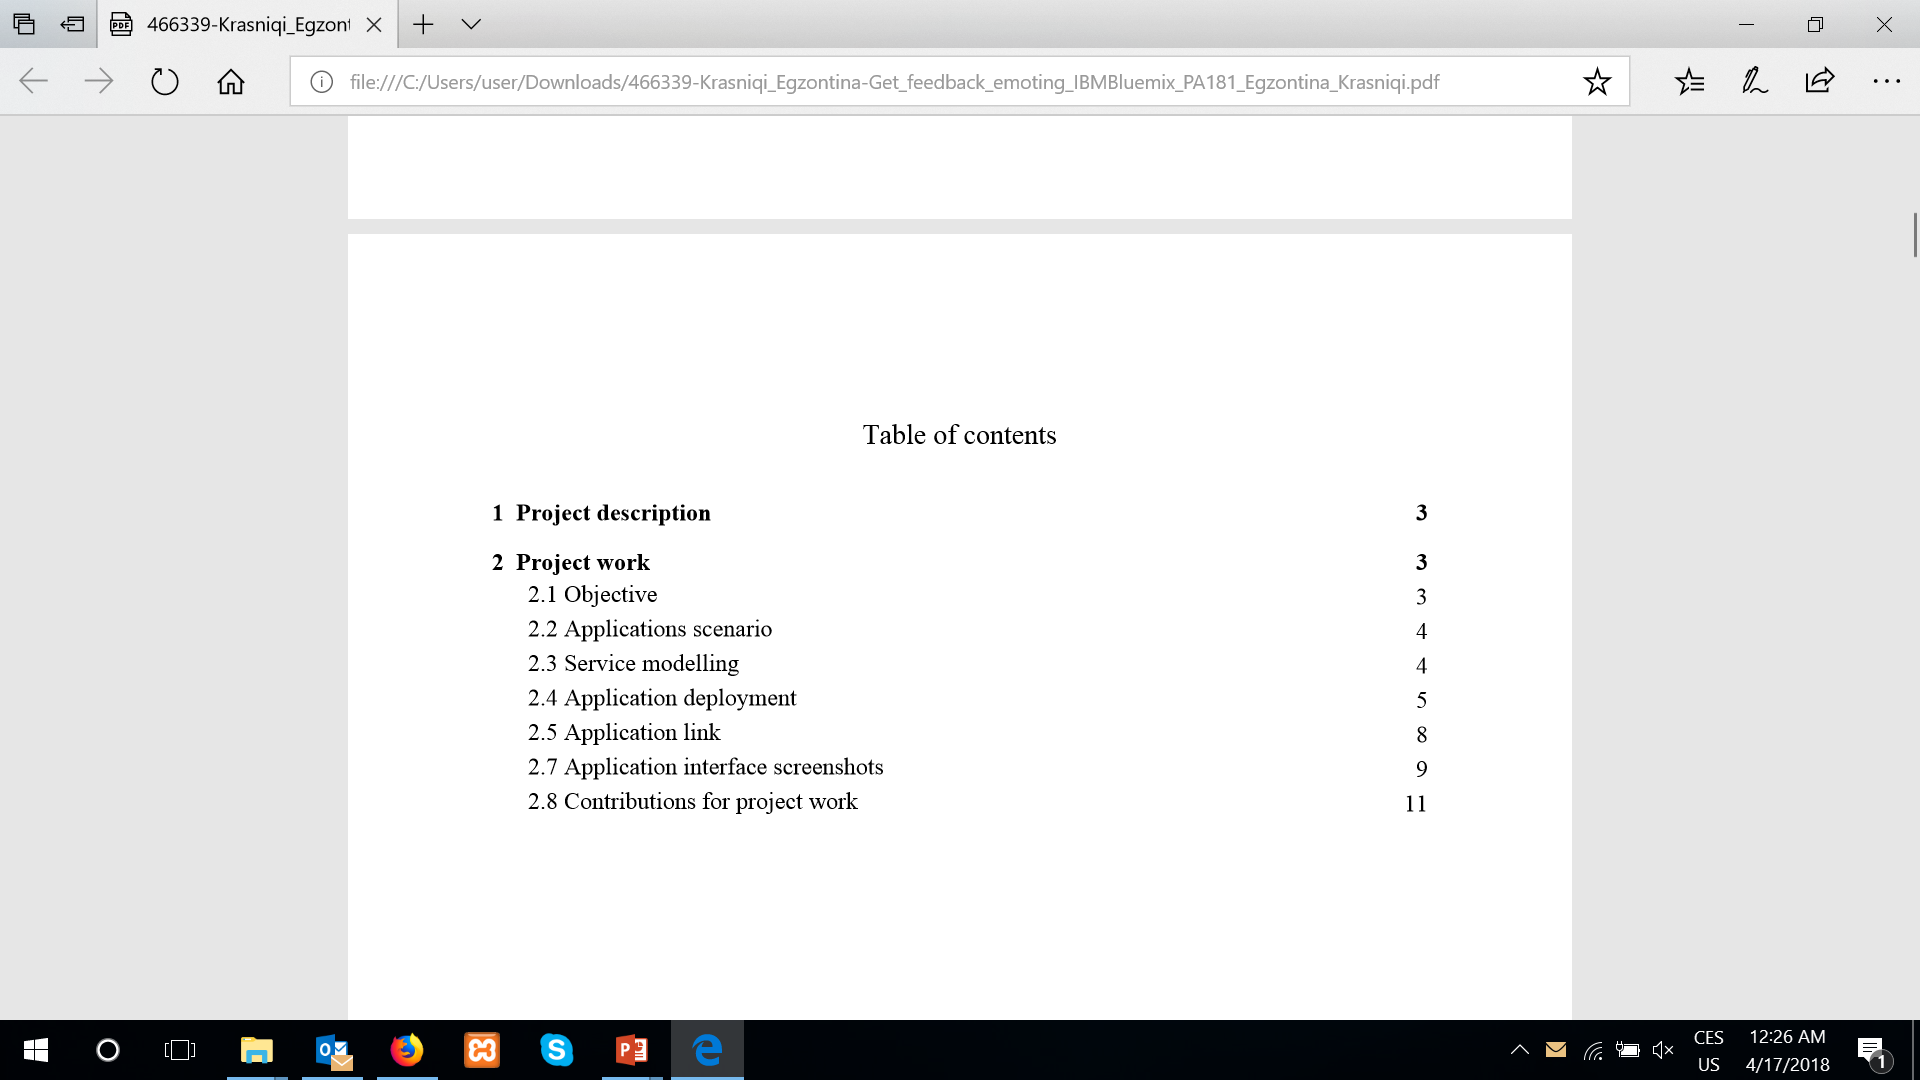 466339-Krasniqi_Egzont
file:///C:/Users/user/Downloads/466339-Krasniqi_Egzontina-Get_feedback_emoting_IBMBluemix_PA181_Egzontina_Krasniqi.pdf
Table of contents
1 Project description 3
2 Project work 3
2.1 Objective 3
2.2 Applications scenario 4
2.3 Service modelling 4
2.4 Application deployment 5
2.5 Application link 8
2.7 Application interface screenshots 9
2.8 Contributions for project work 11
CES 12:26 AM
US 4/17/2018
1